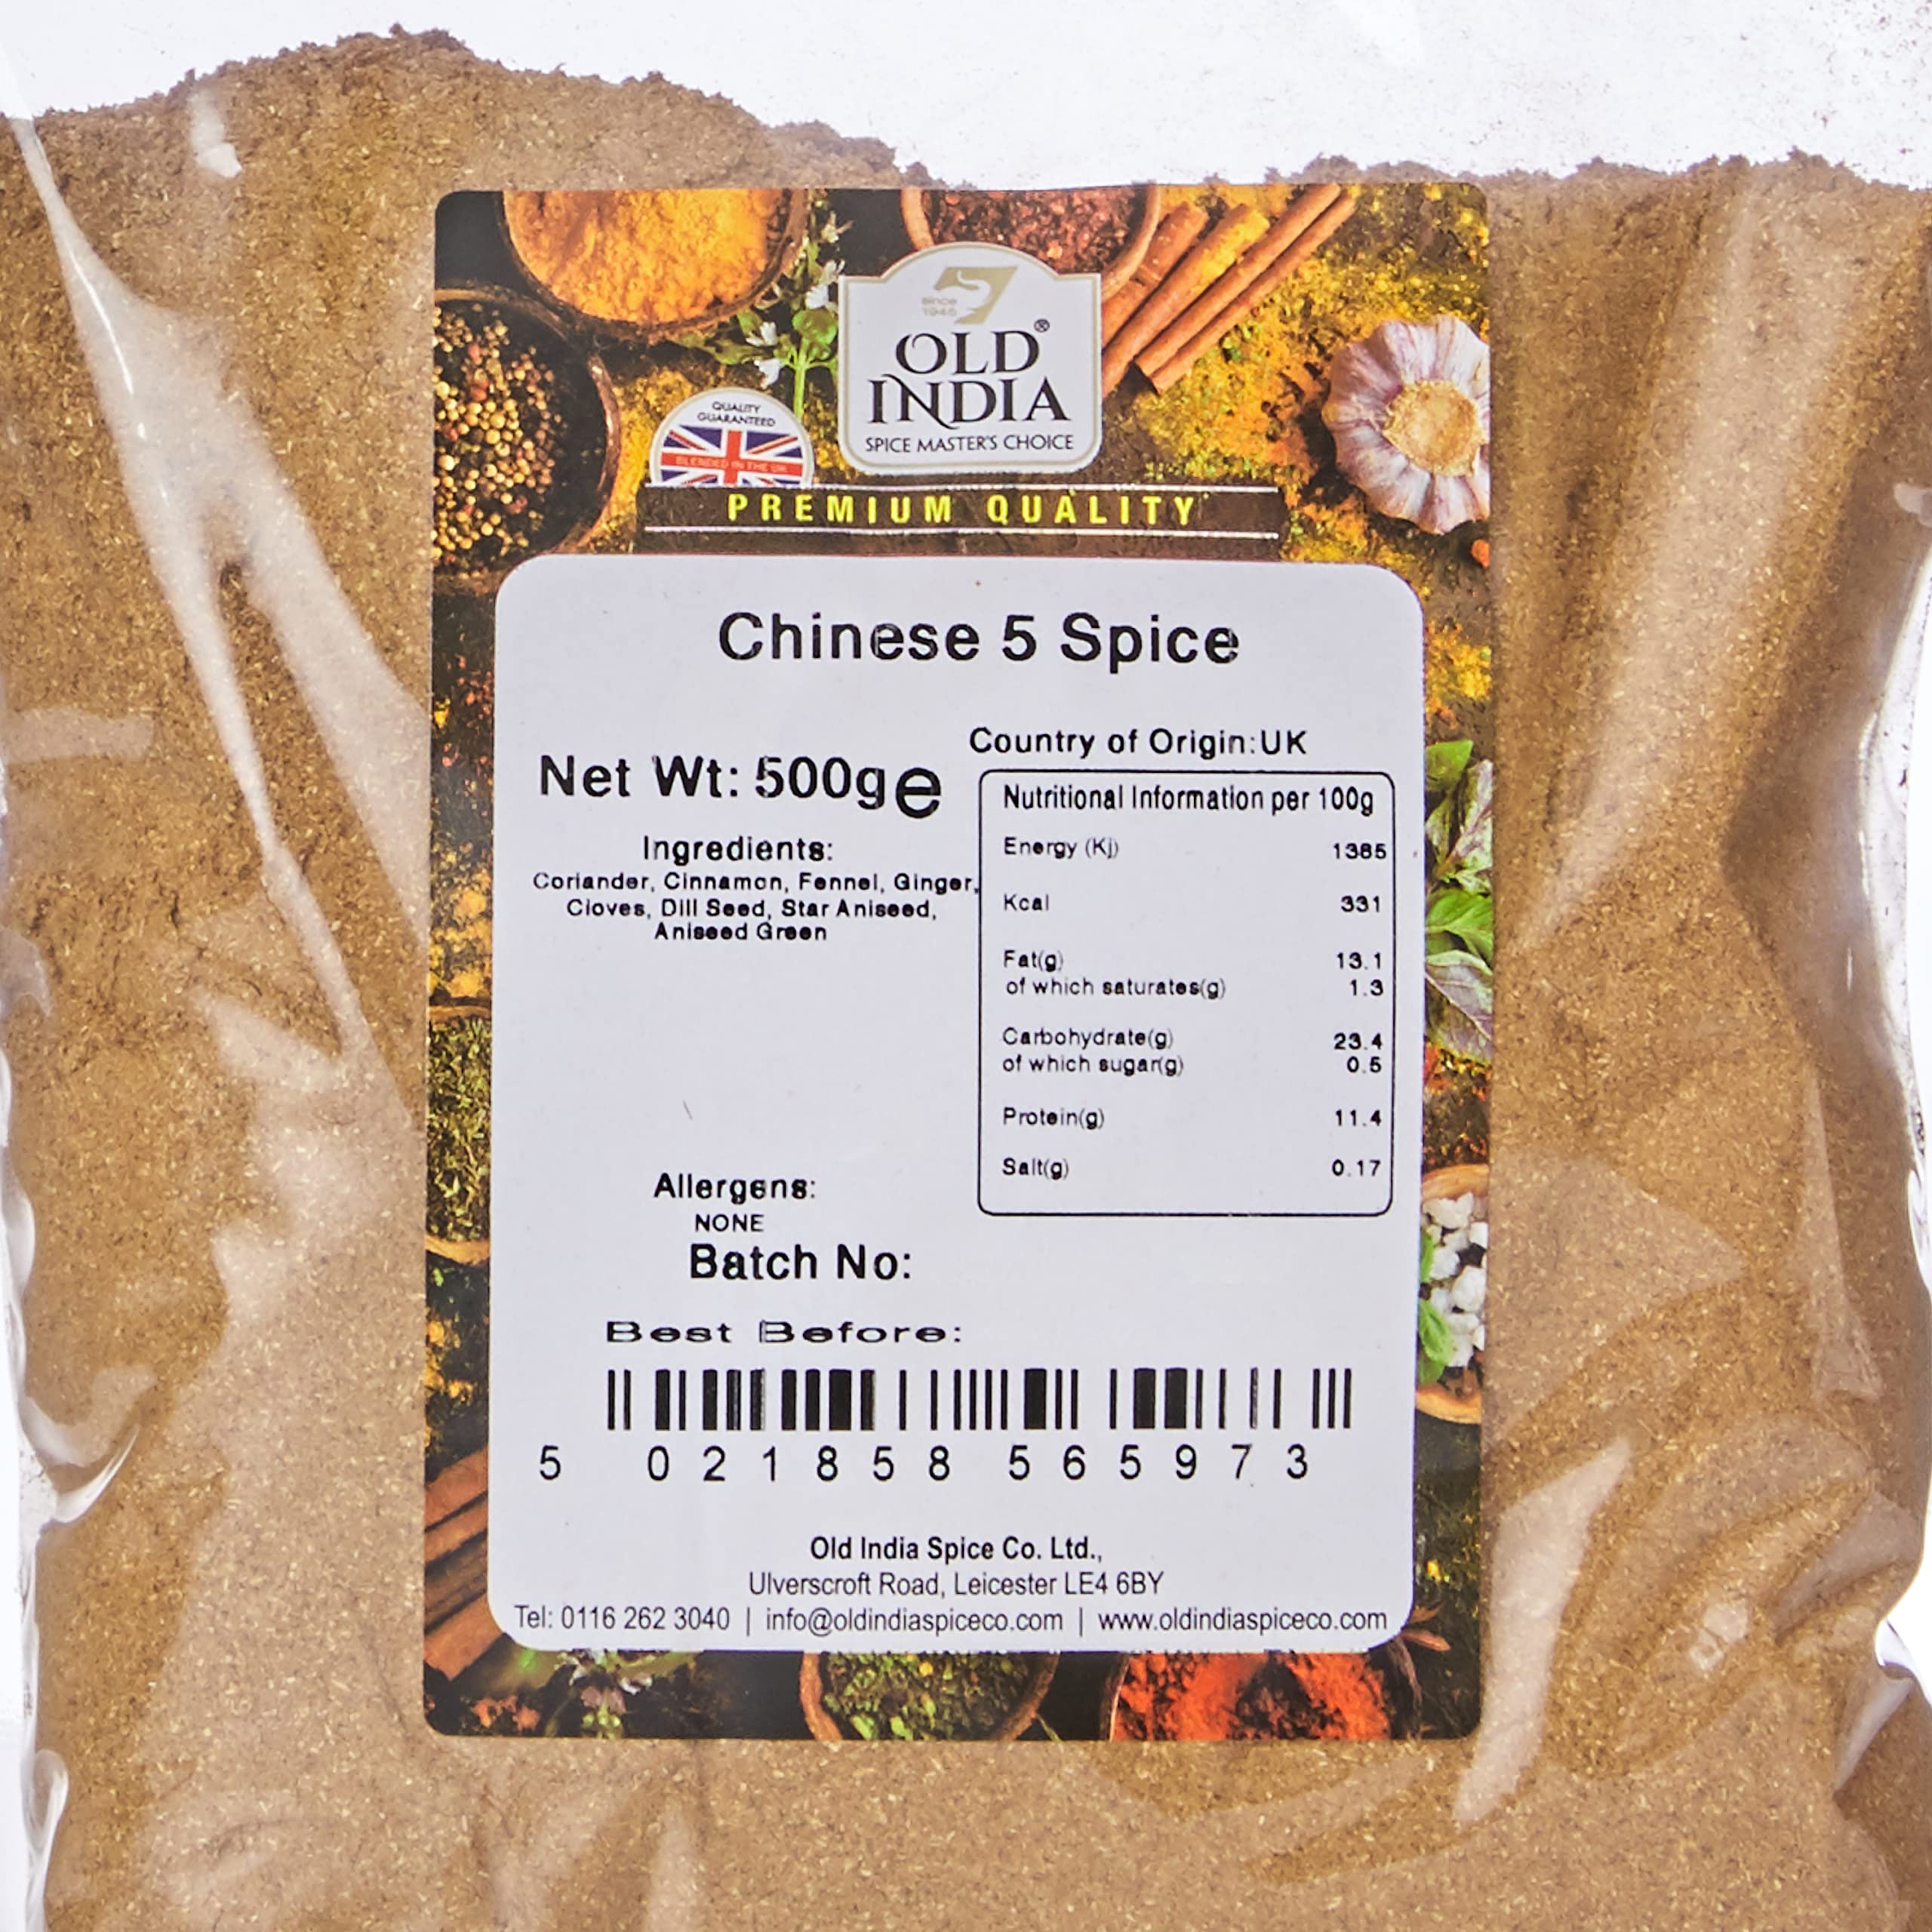 since
1945
OLD®
INDIA
SPICE MASTER'S CHOICE
QUALITY
GUARANTEED
BLENDED IN THE UK
PREMIUM QUALITY
Chinese 5 Spice
Country of Origin:UK
Net Wt: 500g e
Ingredients:
Coriander, Cinnamon, Fennel, Ginger,
Cloves, Dill Seed, Star Aniseed,
Aniseed Green
Nutritional Information per 100g
Energy (Kj) 1385
Kcal 331
Fat(g) 13.1
of which saturates(g) 1.3
Carbohydrate(g) 23.4
of which sugar(g) 0.5
Protein(g) 11.4
Salt(g) 0.17
Allergens:
NONE
Batch No:
Best Before:
5 021858 565973
Old India Spice Co. Ltd.,
Ulverscroft Road, Leicester LE4 6BY
Tel: 0116 262 3040 | info@oldindiaspiceco.com | www.oldindiaspiceco.com